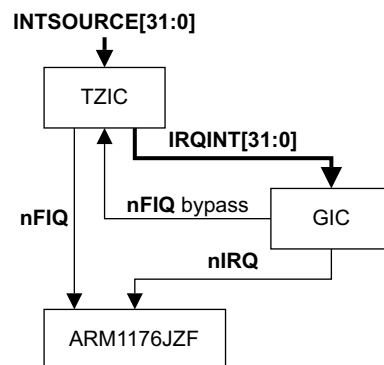 INTSOURCE[31:0]
TZIC
IRQINT[31:0]
nFIQ bypass
GIC
nFIQ
nIRQ
ARM1176JZF